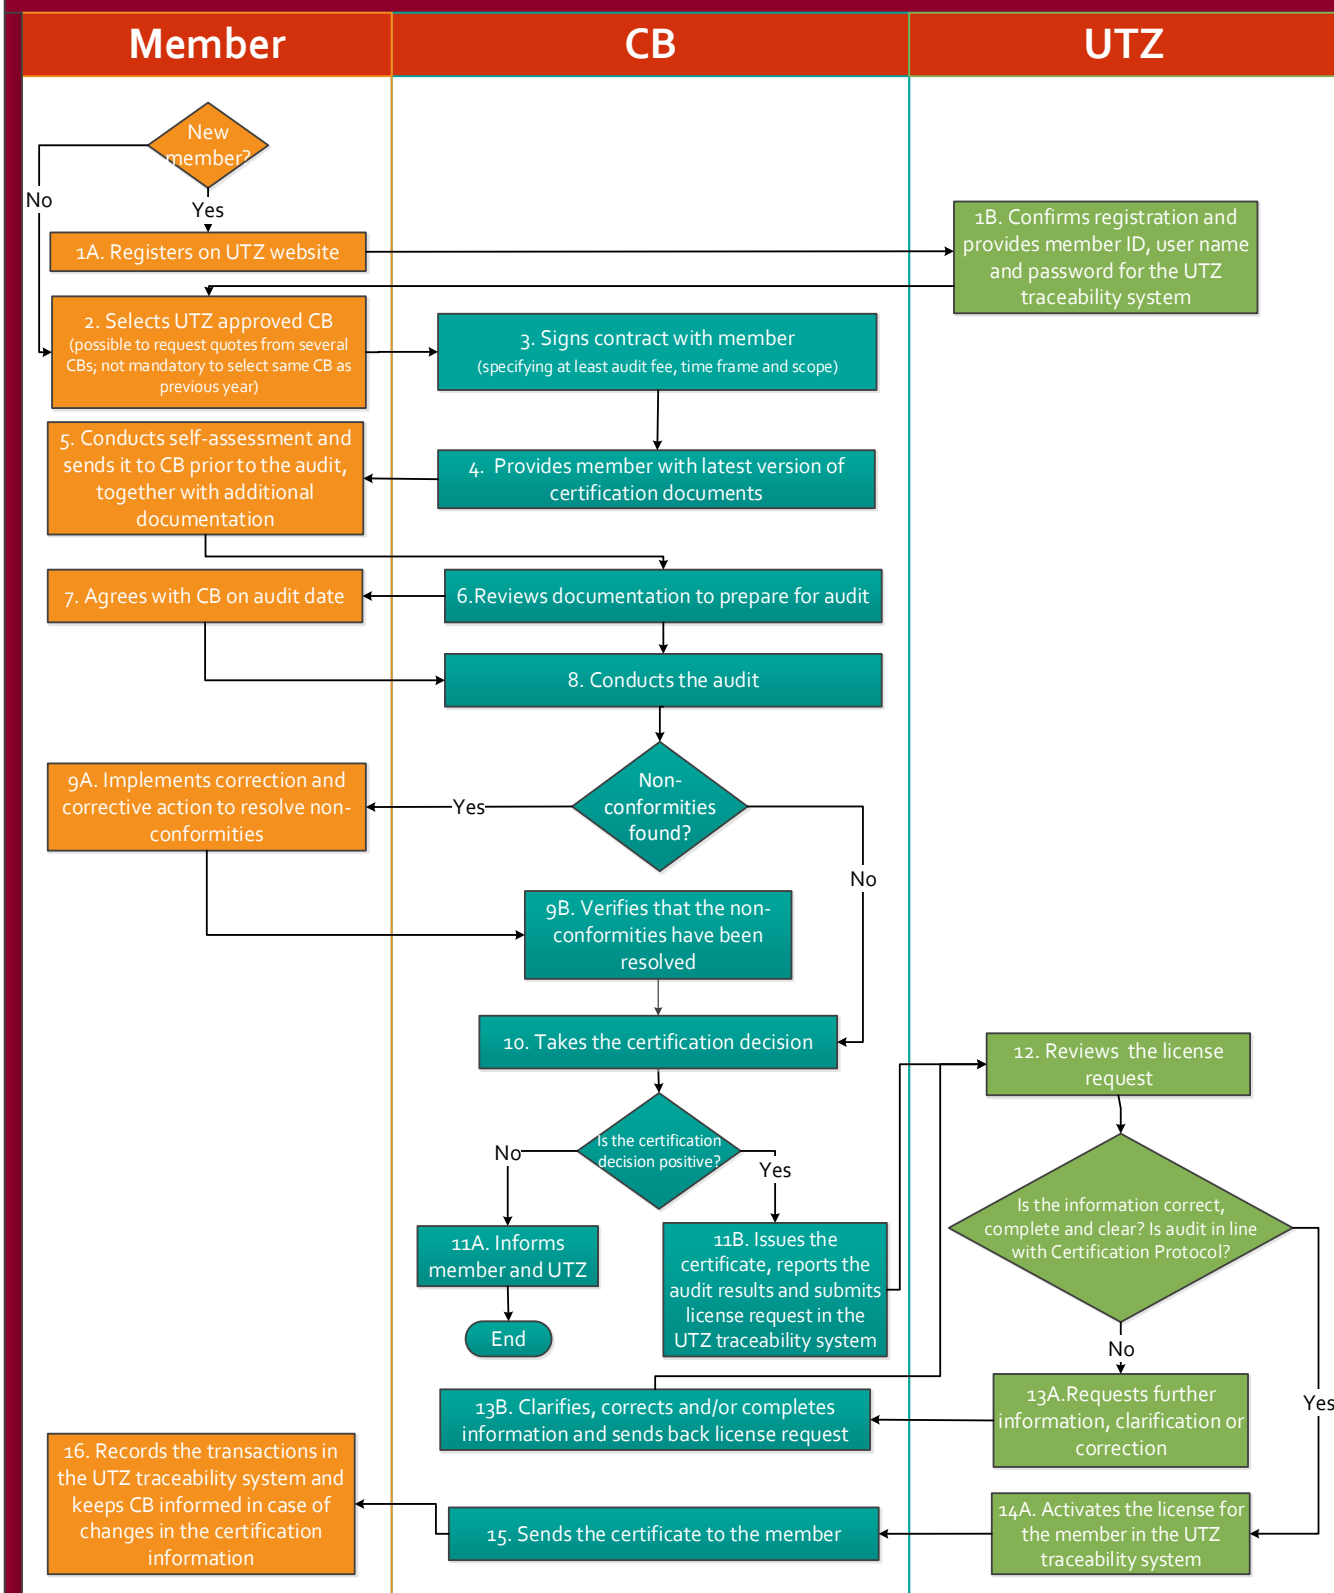 Member
CB
UTZ
New
member?
No
Yes
1A. Registers on UTZ website
1B. Confirms registration and
provides member ID, user name
and password for the UTZ
traceability system
2. Selects UTZ approved CB
(possible to request quotes from several
CBs; not mandatory to select same CB as
previous year)
3. Signs contract with member
(specifying at least audit fee, time frame and scope)
5. Conducts self-assessment and
sends it to CB prior to the audit,
together with additional
documentation
4. Provides member with latest version of
certification documents
7. Agrees with CB on audit date
6.Reviews documentation to prepare for audit
8. Conducts the audit
9A. Implements correction and
corrective action to resolve non-
conformities
Yes
Non-
conformities
found?
No
9B. Verifies that the non-
conformities have been
resolved
10. Takes the certification decision
12. Reviews the license
request
Is the certification
decision positive?
No
Yes
Is the information correct,
complete and clear? Is audit in line
with Certification Protocol?
11A. Informs
member and UTZ
11B. Issues the
certificate, reports the
audit results and submits
license request in the
UTZ traceability system
End
No
Yes
13B. Clarifies, corrects and/or completes
information and sends back license request
13A.Requests further
information, clarification or
correction
16. Records the transactions in
the UTZ traceability system and
keeps CB informed in case of
changes in the certification
information
15. Sends the certificate to the member
14A. Activates the license for
the member in the UTZ
traceability system